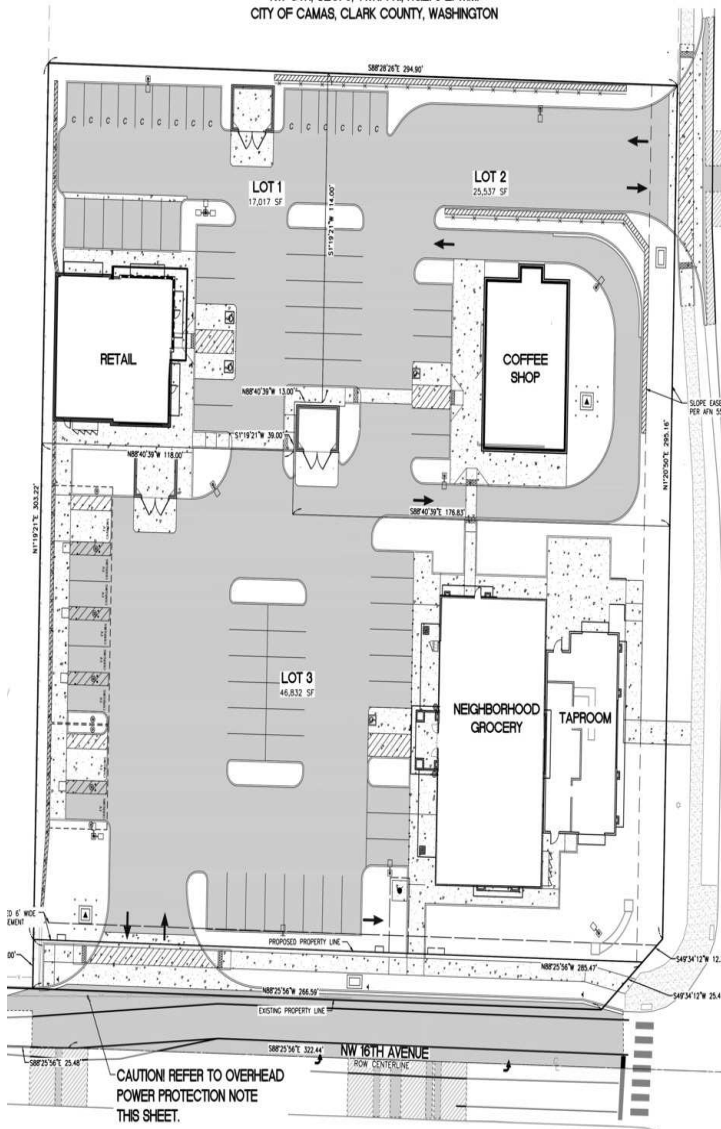 CITY OF CAMAS, CLARK COUNTY, WASHINGTON
S88°28'26"E 294.90'
C C C C C C C C
C C C C C C C
LOT 1
17,017 SF
LOT 2
25,537 SF
S1°19'21"W 114.00'
RETAIL
COFFEE
SHOP
N88°40'39"W 13.00'
SLOPE EASE
PER AFN 55
S1°19'21"W 39.00'
N88°40'39"W 118.00'
N1°19'21"E 303.22'
N1°20'50"E 295.16'
S88°40'39"E 176.83'
LOT 3
46,832 SF
NEIGHBORHOOD
GROCERY
TAPROOM
ED 6' WIDE
EMENT
PROPOSED PROPERTY LINE
S49°34'12"W 12.
N88°25'56"W 285.47'
S49°34'12"W 25.4
N88°25'56"W 266.59'
EXISTING PROPERTY LINE
S88°25'56"E 322.44'
NW 16TH AVENUE
ROW CENTERLINE
S88°25'56"E 25.48'
CAUTION! REFER TO OVERHEAD
POWER PROTECTION NOTE
THIS SHEET.